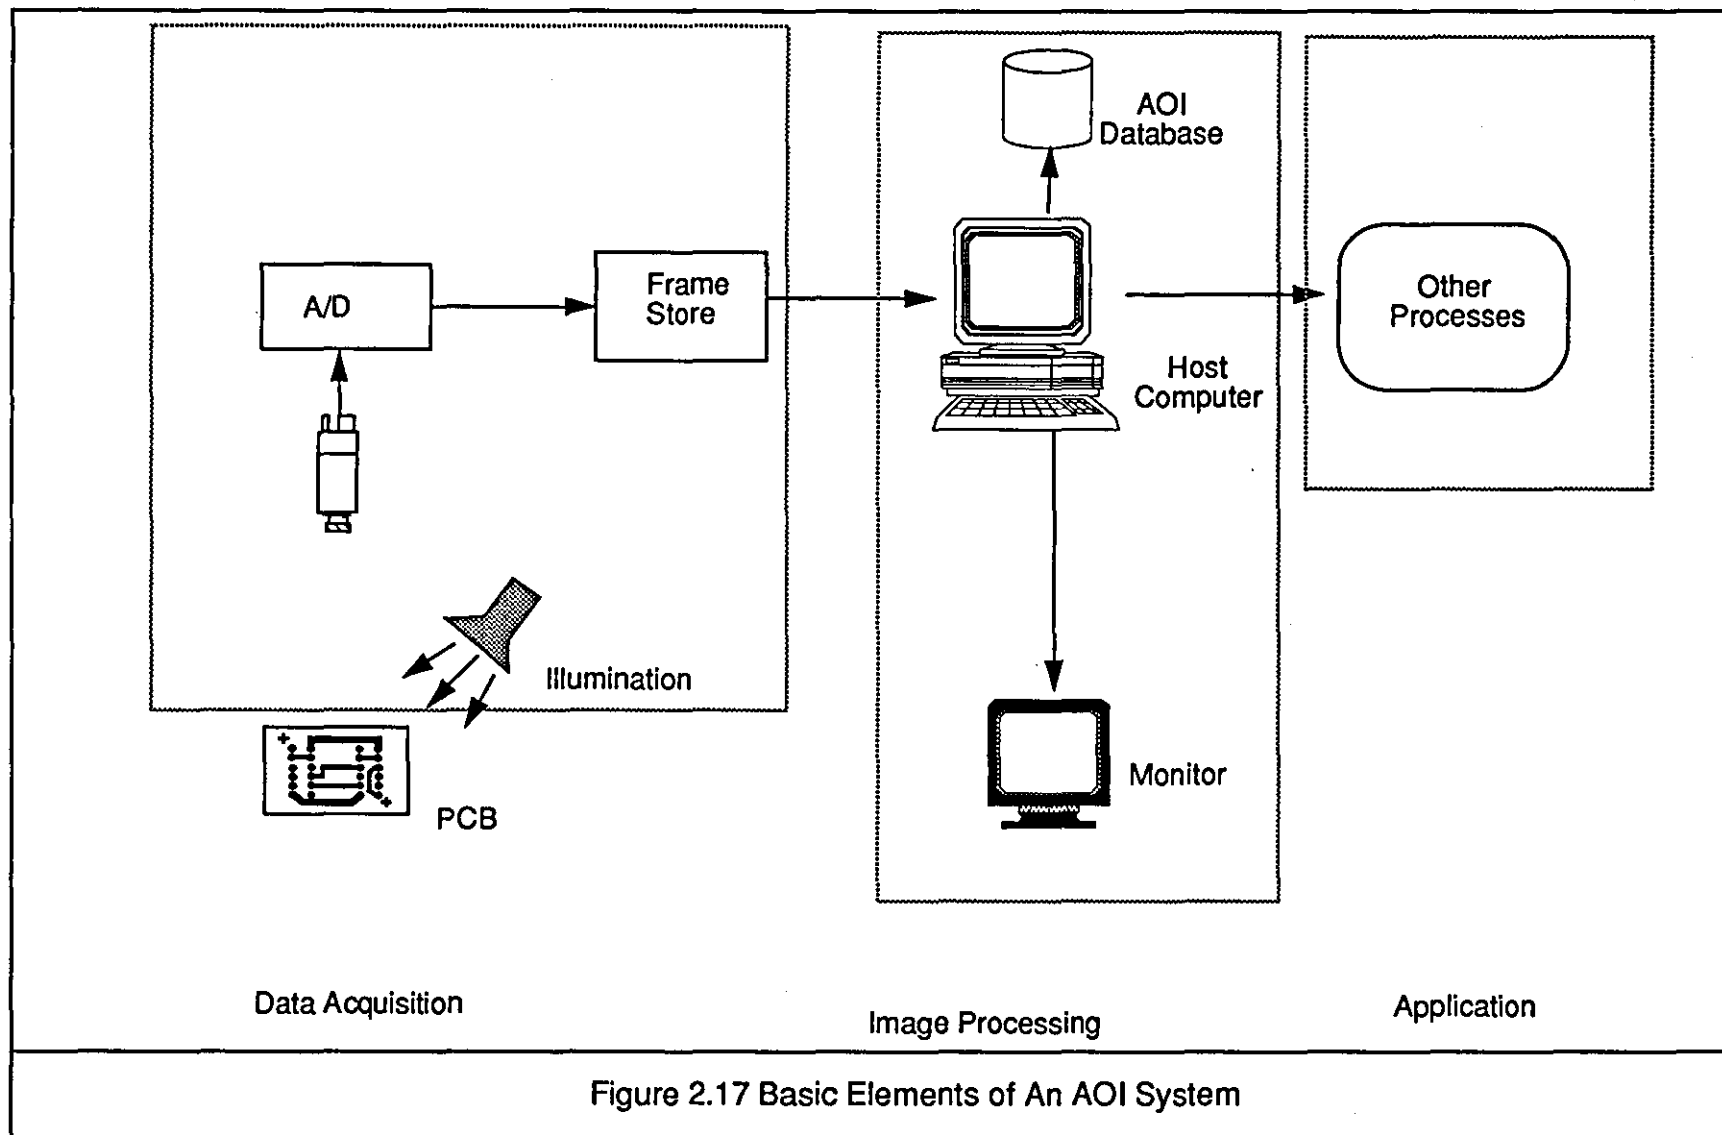 AOI
Database
A/D
Frame
Store
Other
Processes
Host
Computer
Illumination
Monitor
PCB
Data Acquisition
Image Processing
Application
Figure 2.17 Basic Elements of An AOI System